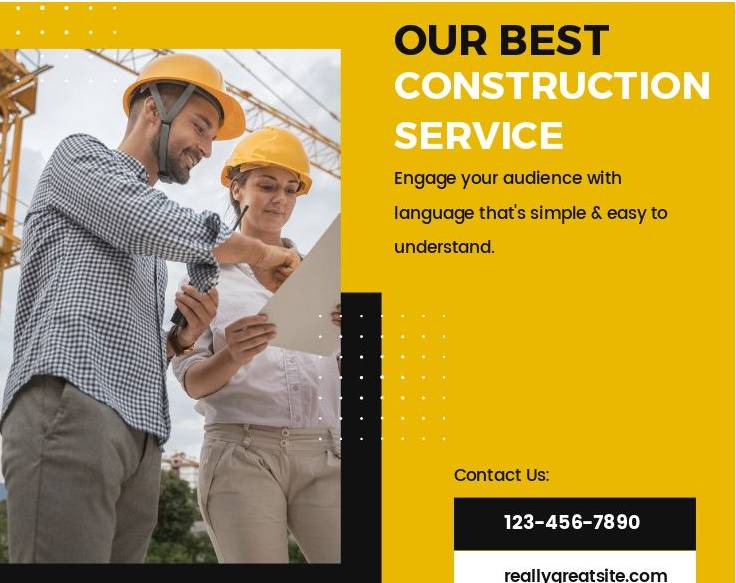 OUR BEST
CONSTRUCTION
SERVICE
Engage your audience with
language that's simple & easy to
understand.
Contact Us:
123-456-7890
reallygreatsite.com